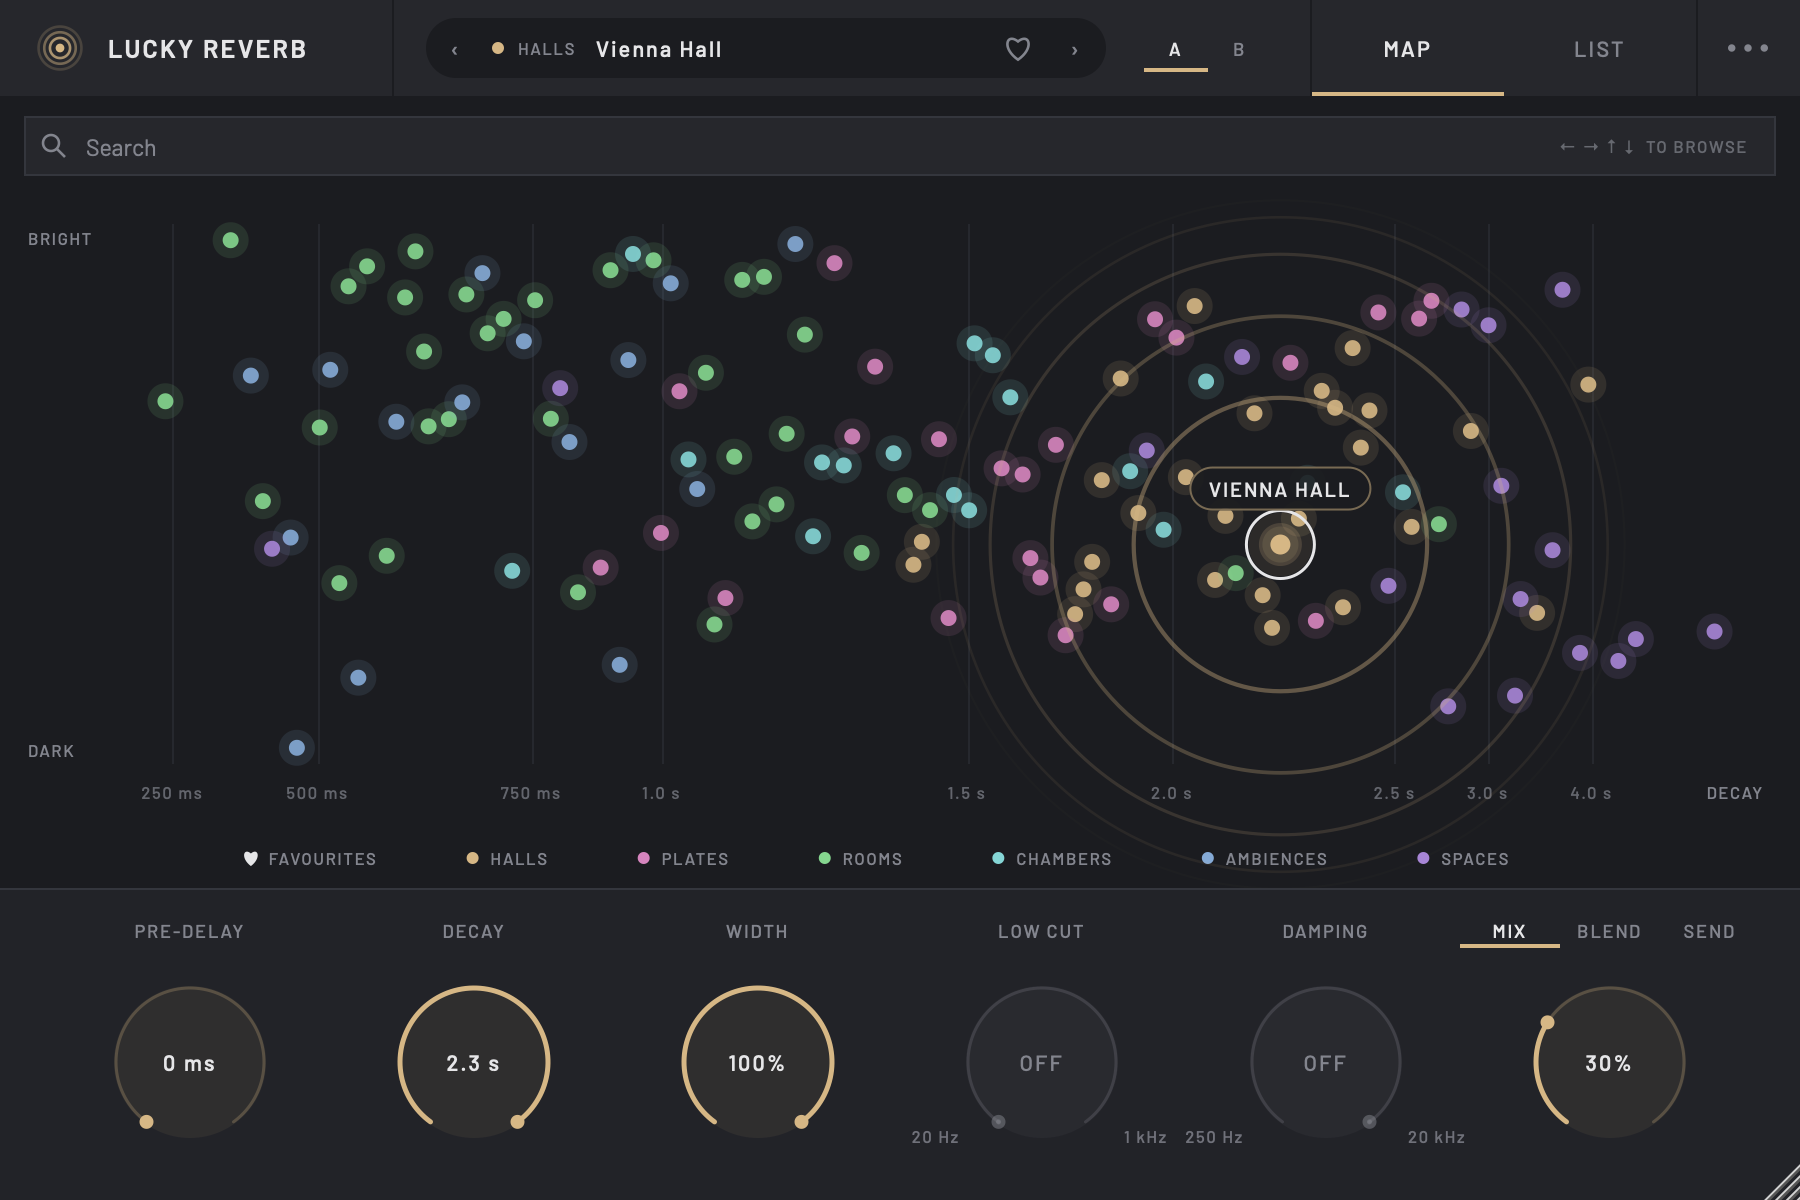 LUCKY REVERB
‹ HALLS Vienna Hall ›
A B
MAP LIST
Search
← → ↑ ↓ TO BROWSE
BRIGHT
VIENNA HALL
DARK
250 ms 500 ms 750 ms 1.0 s 1.5 s 2.0 s 2.5 s 3.0 s 4.0 s DECAY
FAVOURITES HALLS PLATES ROOMS CHAMBERS AMBIENCES SPACES
PRE-DELAY DECAY WIDTH LOW CUT DAMPING MIX BLEND SEND
0 ms 2.3 s 100% OFF OFF 30%
20 Hz 1 kHz 250 Hz 20 kHz